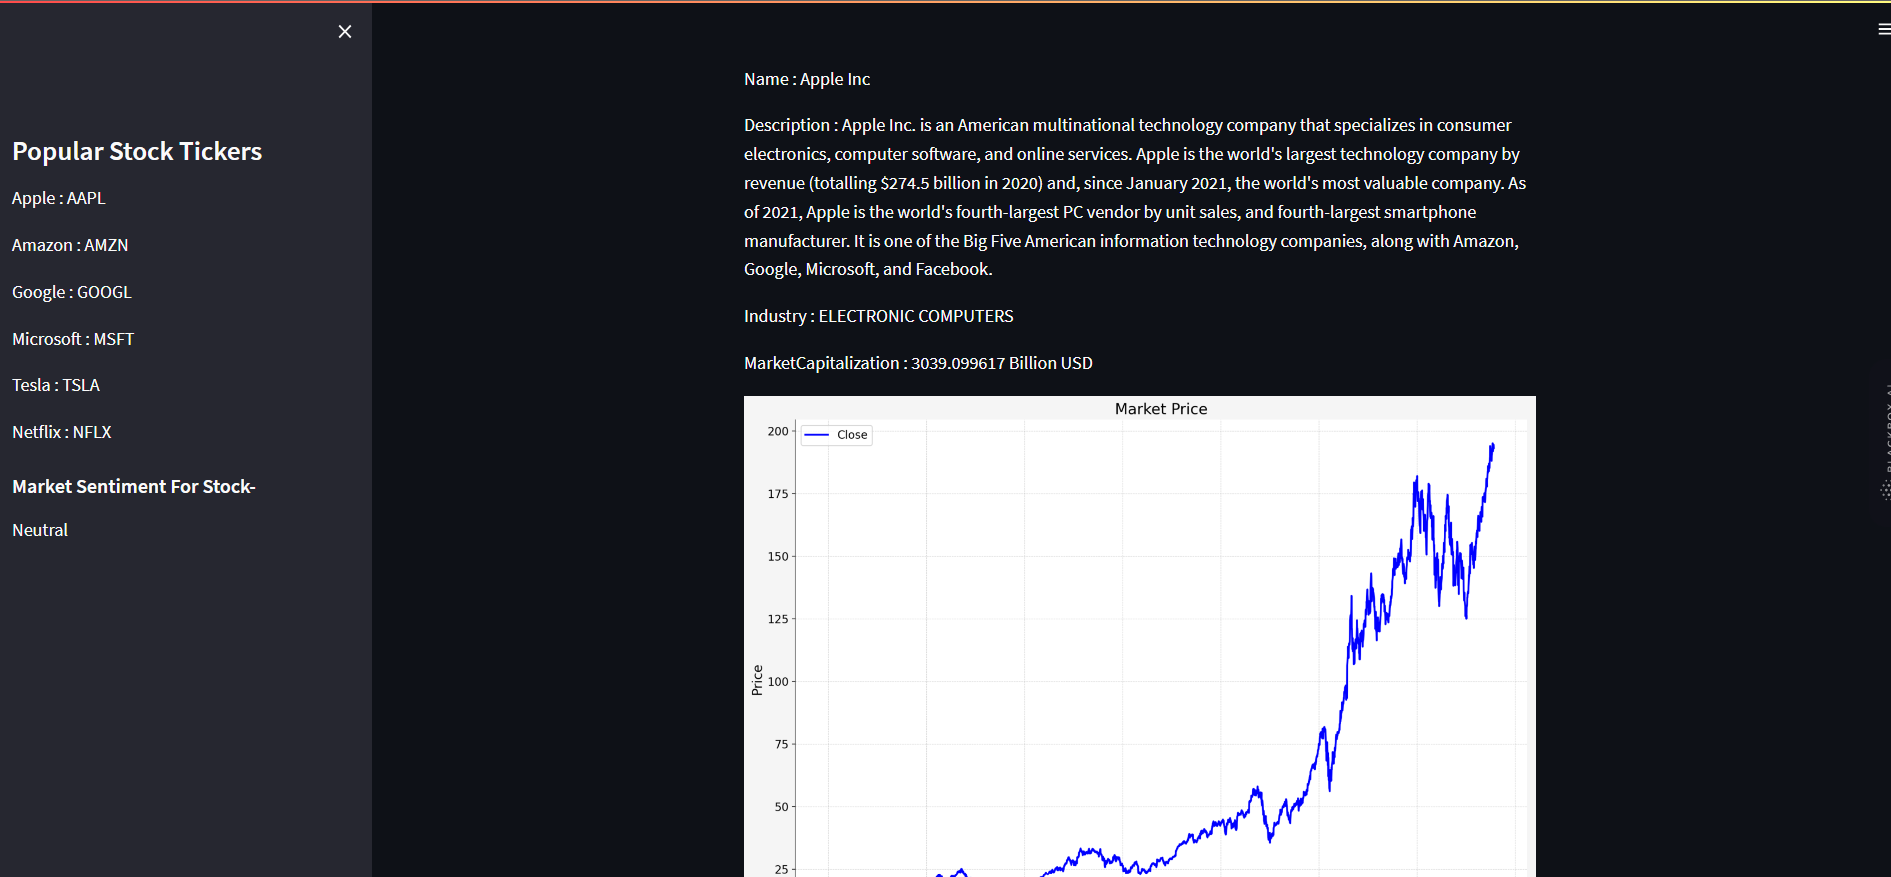 Popular Stock Tickers
Apple : AAPL
Amazon : AMZN
Google : GOOGL
Microsoft : MSFT
Tesla : TSLA
Netflix : NFLX
Market Sentiment For Stock-
Neutral
Name : Apple Inc
Description : Apple Inc. is an American multinational technology company that specializes in consumer
electronics, computer software, and online services. Apple is the world's largest technology company by
revenue (totalling $274.5 billion in 2020) and, since January 2021, the world's most valuable company. As
of 2021, Apple is the world's fourth-largest PC vendor by unit sales, and fourth-largest smartphone
manufacturer. It is one of the Big Five American information technology companies, along with Amazon,
Google, Microsoft, and Facebook.
Industry : ELECTRONIC COMPUTERS
MarketCapitalization : 3039.099617 Billion USD
Market Price
Close
200
175
150
125
100
75
50
25
Price